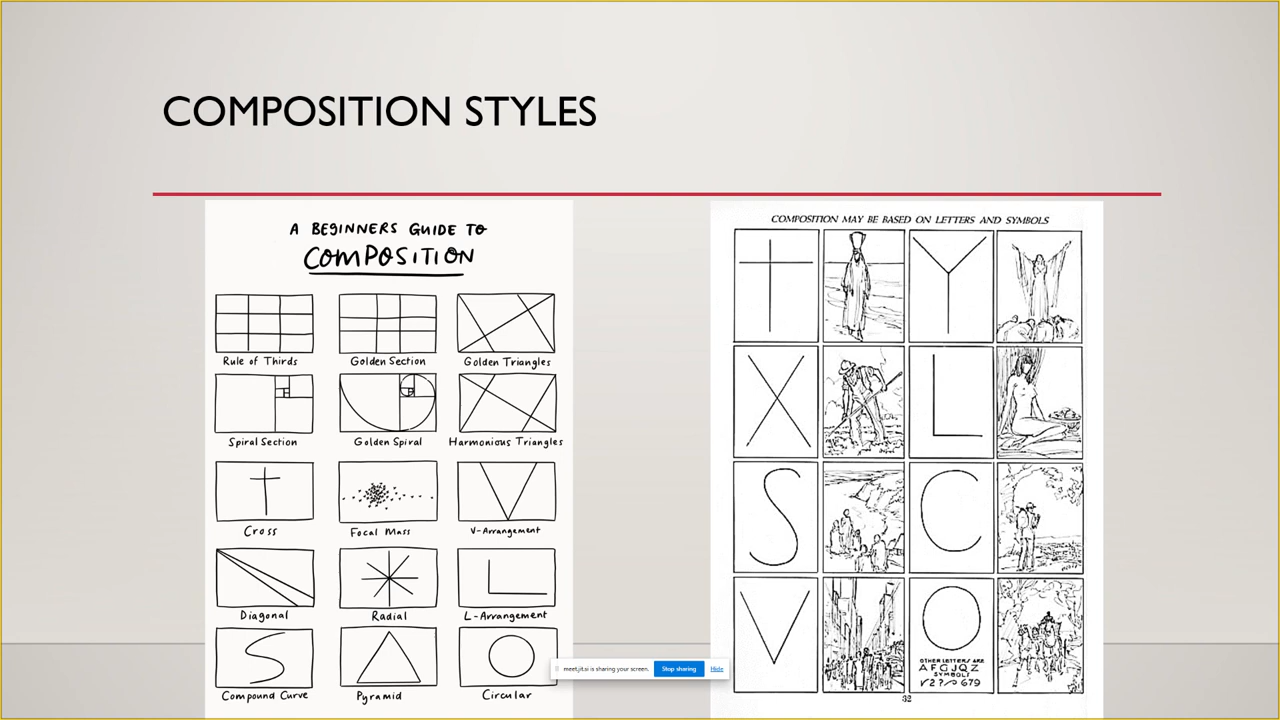 COMPOSITION STYLES
A BEGINNERS GUIDE TO
COMPOSITION
Rule of Thirds
Golden Section
Golden Triangles
Spiral Section
Golden Spiral
Harmonious Triangles
Cross
Focal Mass
V-Arrangement
Diagonal
Radial
L-Arrangement
Compound Curve
Pyramid
Circular
COMPOSITION MAY BE BASED ON LETTERS AND SYMBOLS
Y
X
L
S
C
V
O
OTHER LETTERS ARE
A F G J Q Z
SYMBOLS
32
meet.jit.si is sharing your screen.
Stop sharing
Hide